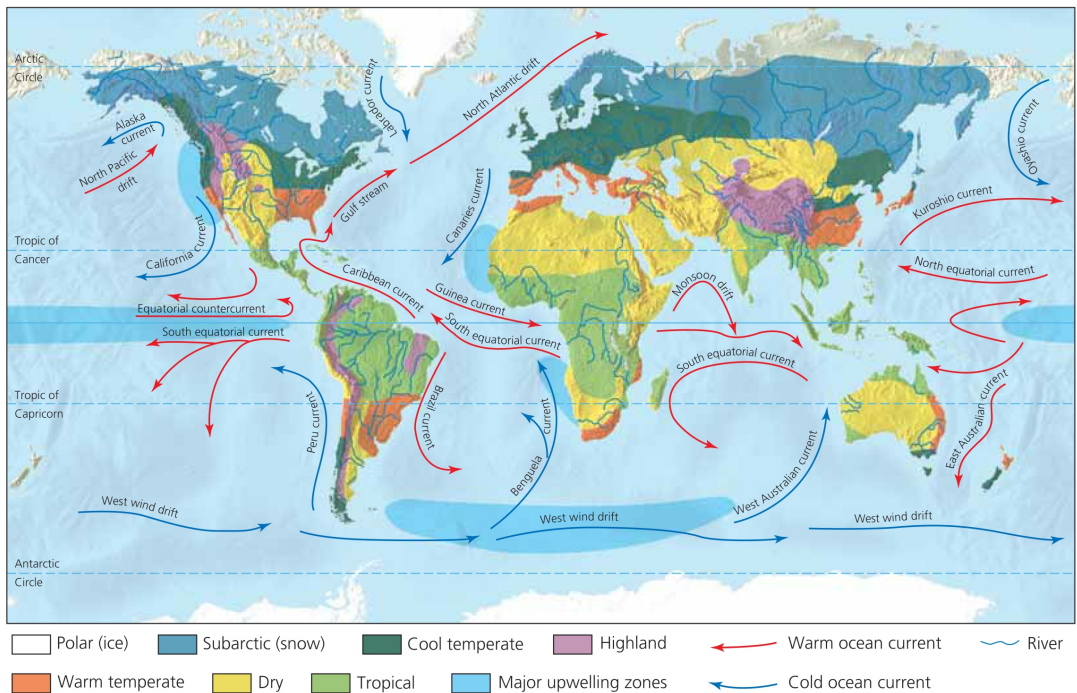 Arctic
Circle
Labrador current
North Atlantic drift
Oyashio current
Alaska
current
North Pacific
drift
Gulf stream
Canaries current
Kuroshio current
Tropic of
Cancer
California current
Caribbean current
Guinea current
Monsoon drift
North equatorial current
Equatorial countercurrent
South equatorial current
South equatorial current
South equatorial current
Tropic of
Capricorn
Peru current
Brazil current
Benguela
current
West Australian current
East Australian current
West wind drift
West wind drift
West wind drift
Antarctic
Circle
Polar (ice)
Subarctic (snow)
Cool temperate
Highland
Warm ocean current
River
Warm temperate
Dry
Tropical
Major upwelling zones
Cold ocean current